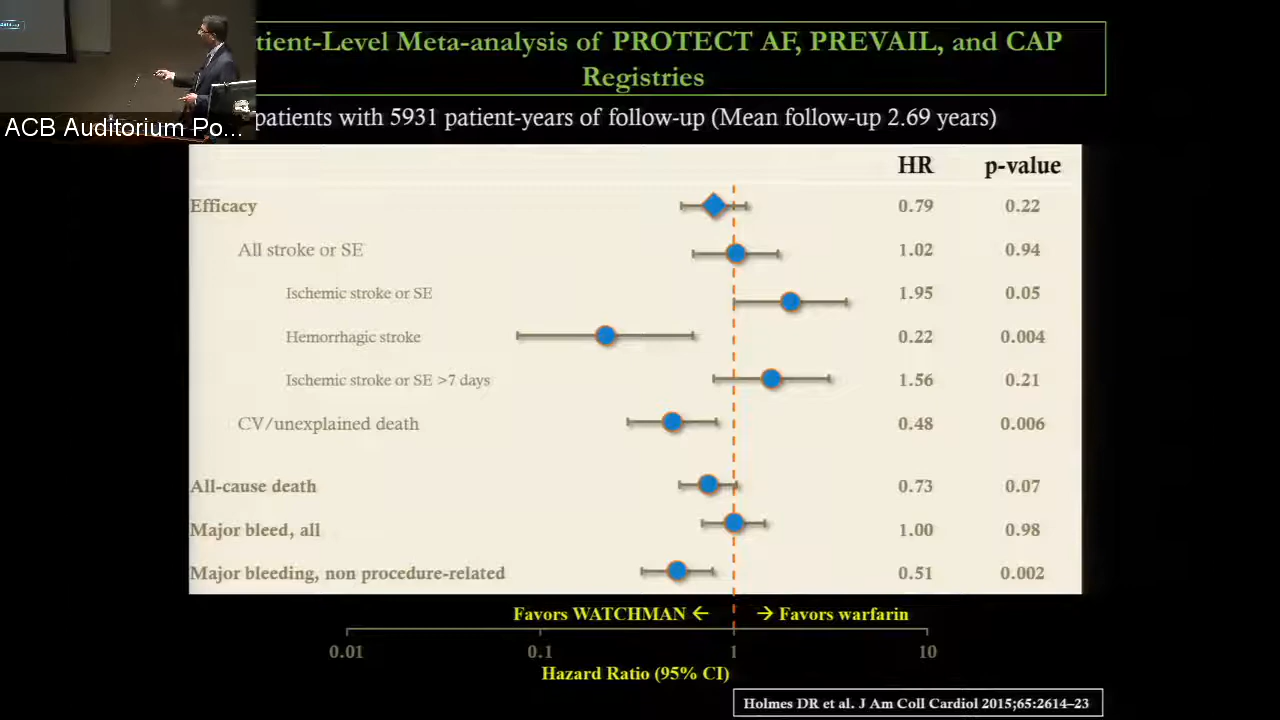 tient-Level Meta-analysis of PROTECT AF, PREVAIL, and CAP
Registries
patients with 5931 patient-years of follow-up (Mean follow-up 2.69 years)
ACB Auditorium Po...
HR p-value
Efficacy 0.79 0.22
All stroke or SE 1.02 0.94
Ischemic stroke or SE 1.95 0.05
Hemorrhagic stroke 0.22 0.004
Ischemic stroke or SE >7 days 1.56 0.21
CV/unexplained death 0.48 0.006
All-cause death 0.73 0.07
Major bleed, all 1.00 0.98
Major bleeding, non procedure-related 0.51 0.002
Favors WATCHMAN ← → Favors warfarin
0.01 0.1 1 10
Hazard Ratio (95% CI)
Holmes DR et al. J Am Coll Cardiol 2015;65:2614–23